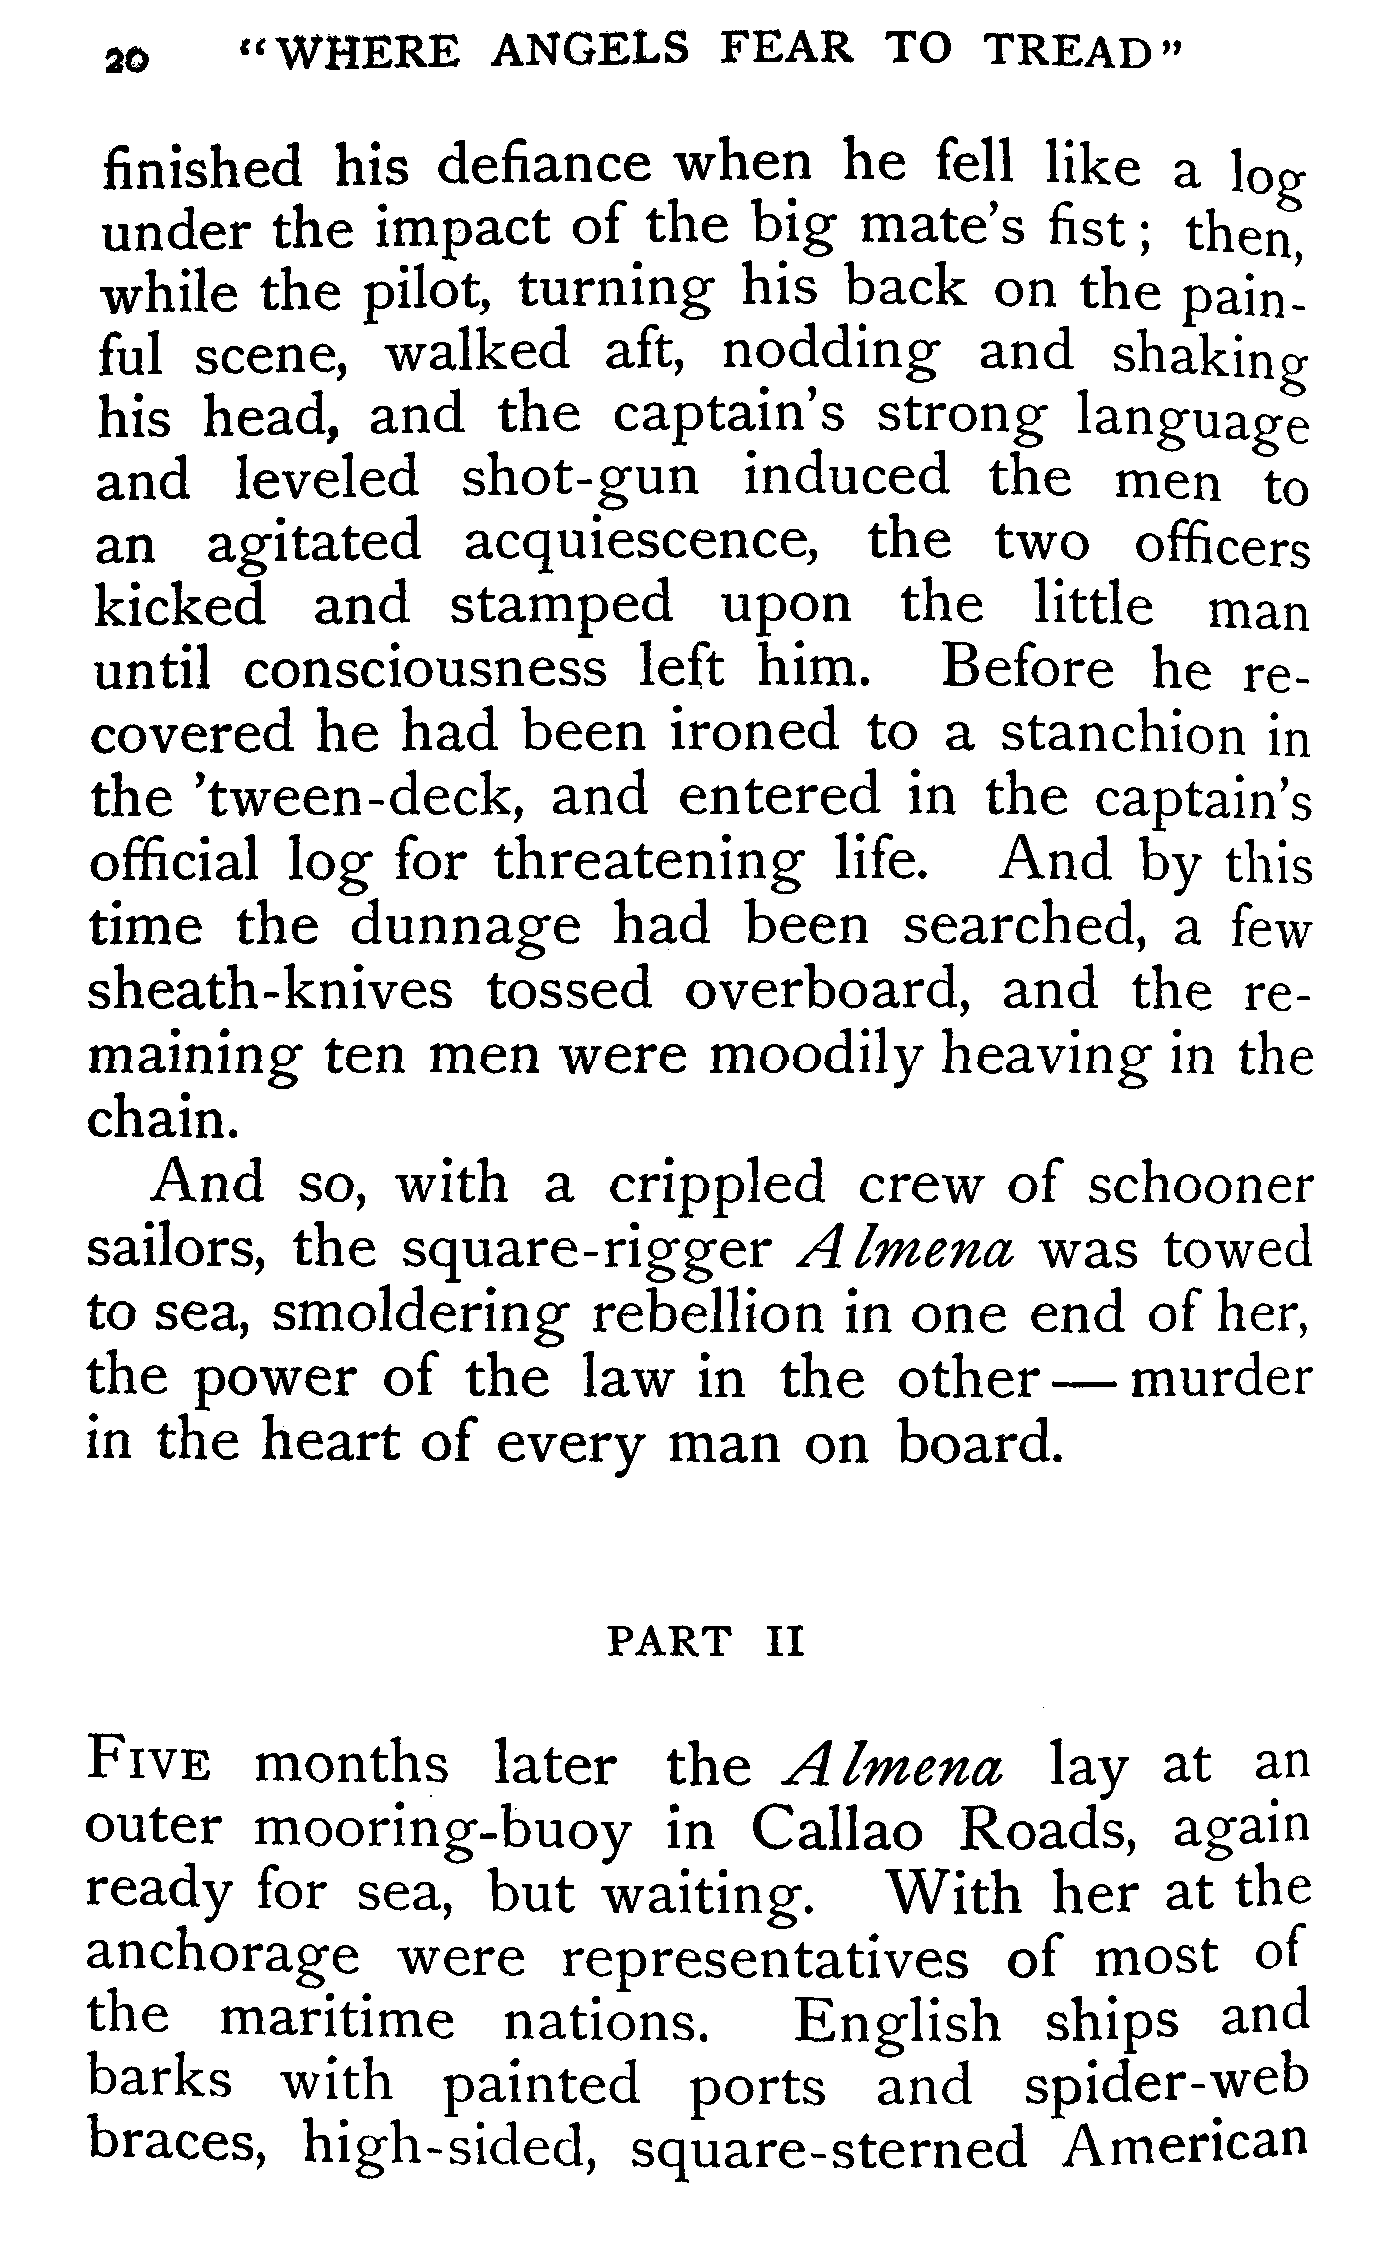 20 “WHERE ANGELS FEAR TO TREAD”
finished his defiance when he fell like a log
under the impact of the big mate’s fist; then,
while the pilot, turning his back on the pain-
ful scene, walked aft, nodding and shaking
his head, and the captain’s strong language
and leveled shot-gun induced the men to
an agitated acquiescence, the two officers
kicked and stamped upon the little man
until consciousness left him. Before he re-
covered he had been ironed to a stanchion in
the ’tween-deck, and entered in the captain’s
official log for threatening life. And by this
time the dunnage had been searched, a few
sheath-knives tossed overboard, and the re-
maining ten men were moodily heaving in the
chain.
And so, with a crippled crew of schooner
sailors, the square-rigger Almena was towed
to sea, smoldering rebellion in one end of her,
the power of the law in the other — murder
in the heart of every man on board.
PART II
FIVE months later the Almena lay at an
outer mooring-buoy in Callao Roads, again
ready for sea, but waiting. With her at the
anchorage were representatives of most of
the maritime nations. English ships and
barks with painted ports and spider-web
braces, high-sided, square-sterned American